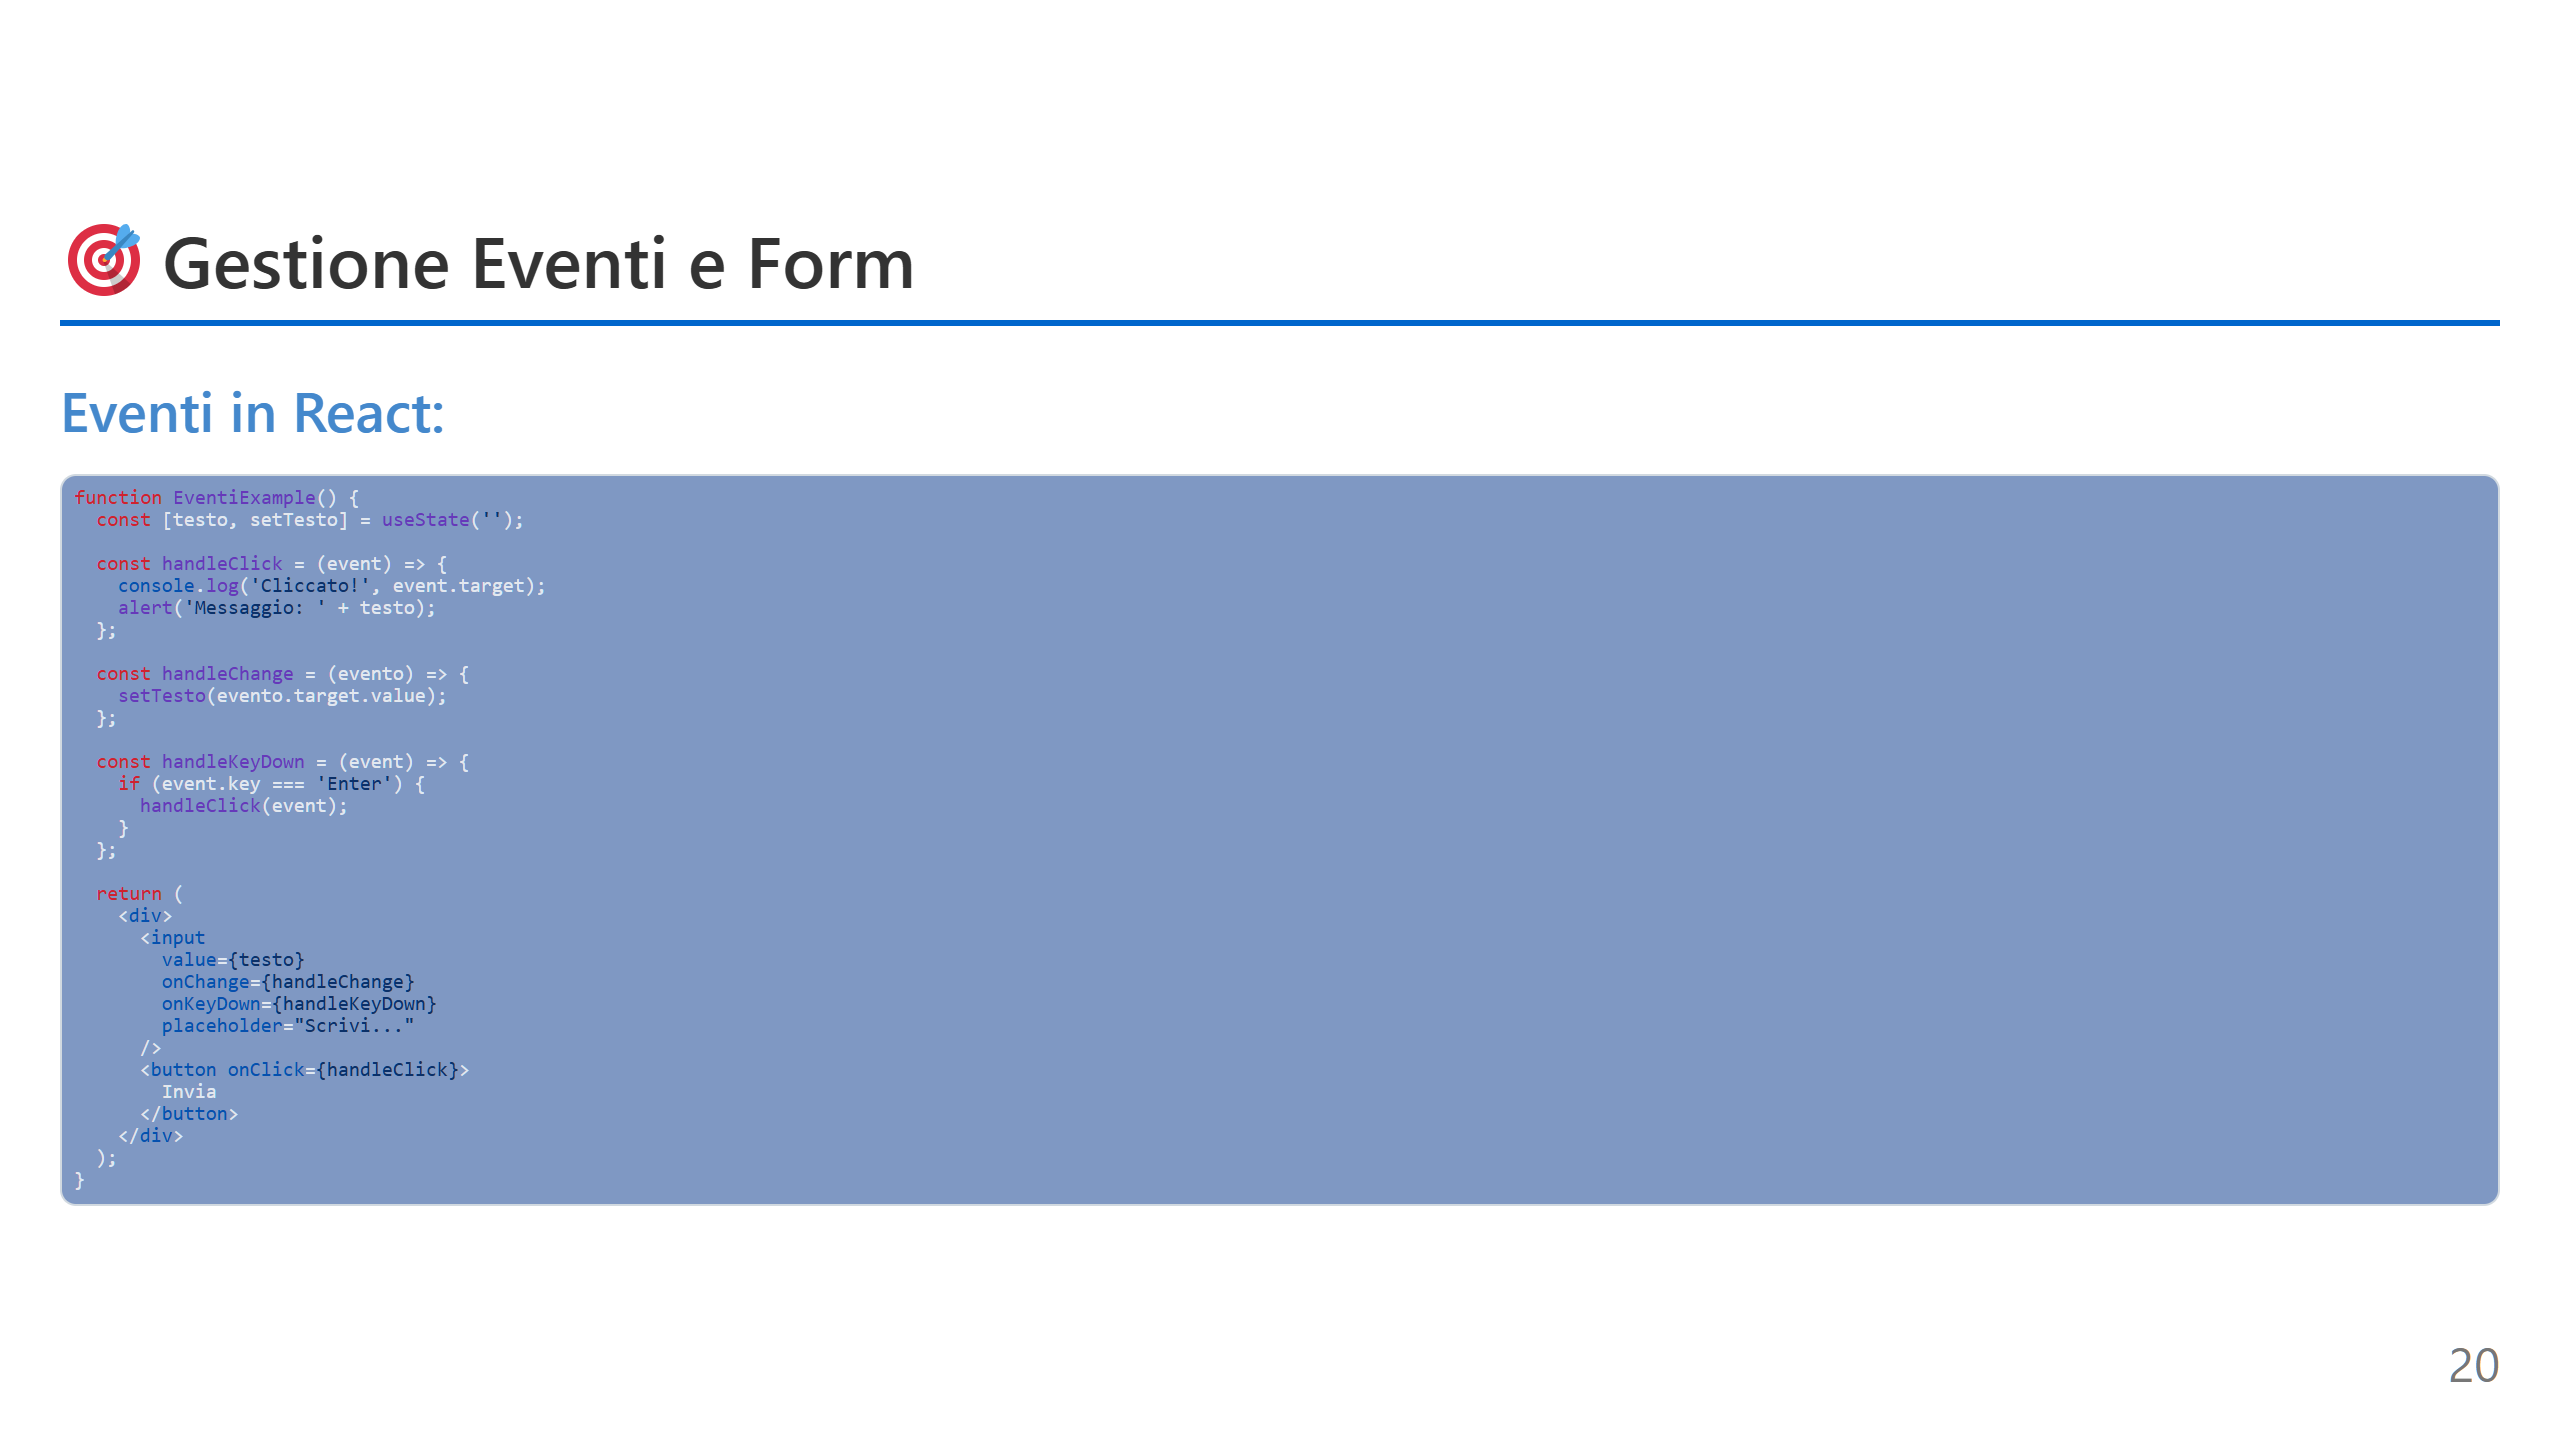 Gestione Eventi e Form
Eventi in React:
function EventiExample() {
  const [testo, setTesto] = useState('');

  const handleClick = (event) => {
    console.log('Cliccato!', event.target);
    alert('Messaggio: ' + testo);
  };

  const handleChange = (evento) => {
    setTesto(evento.target.value);
  };

  const handleKeyDown = (event) => {
    if (event.key === 'Enter') {
      handleClick(event);
    }
  };

  return (
    <div>
      <input
        value={testo}
        onChange={handleChange}
        onKeyDown={handleKeyDown}
        placeholder="Scrivi..."
      />
      <button onClick={handleClick}>
        Invia
      </button>
    </div>
  );
}
20